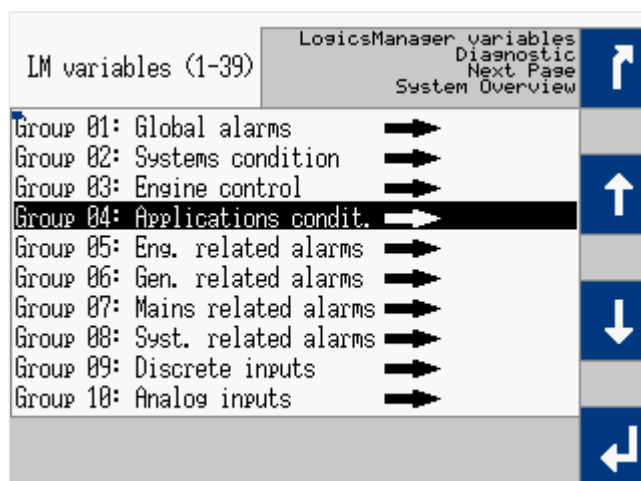 LM variables (1-39)
LogicsManager variables
Diagnostic
Next Page
System Overview
Group 01: Global alarms
Group 02: Systems condition
Group 03: Engine control
Group 04: Applications condit.
Group 05: Eng. related alarms
Group 06: Gen. related alarms
Group 07: Mains related alarms
Group 08: Syst. related alarms
Group 09: Discrete inputs
Group 10: Analog inputs